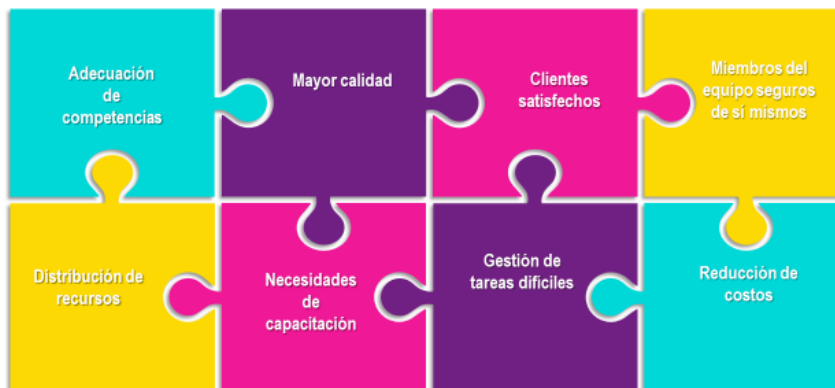 Adecuación
de
competencias
Mayor calidad
Clientes
satisfechos
Miembros del
equipo seguros
de sí mismos
Distribución de
recursos
Necesidades
de
capacitación
Gestión de
tareas difíciles
Reducción de
costos